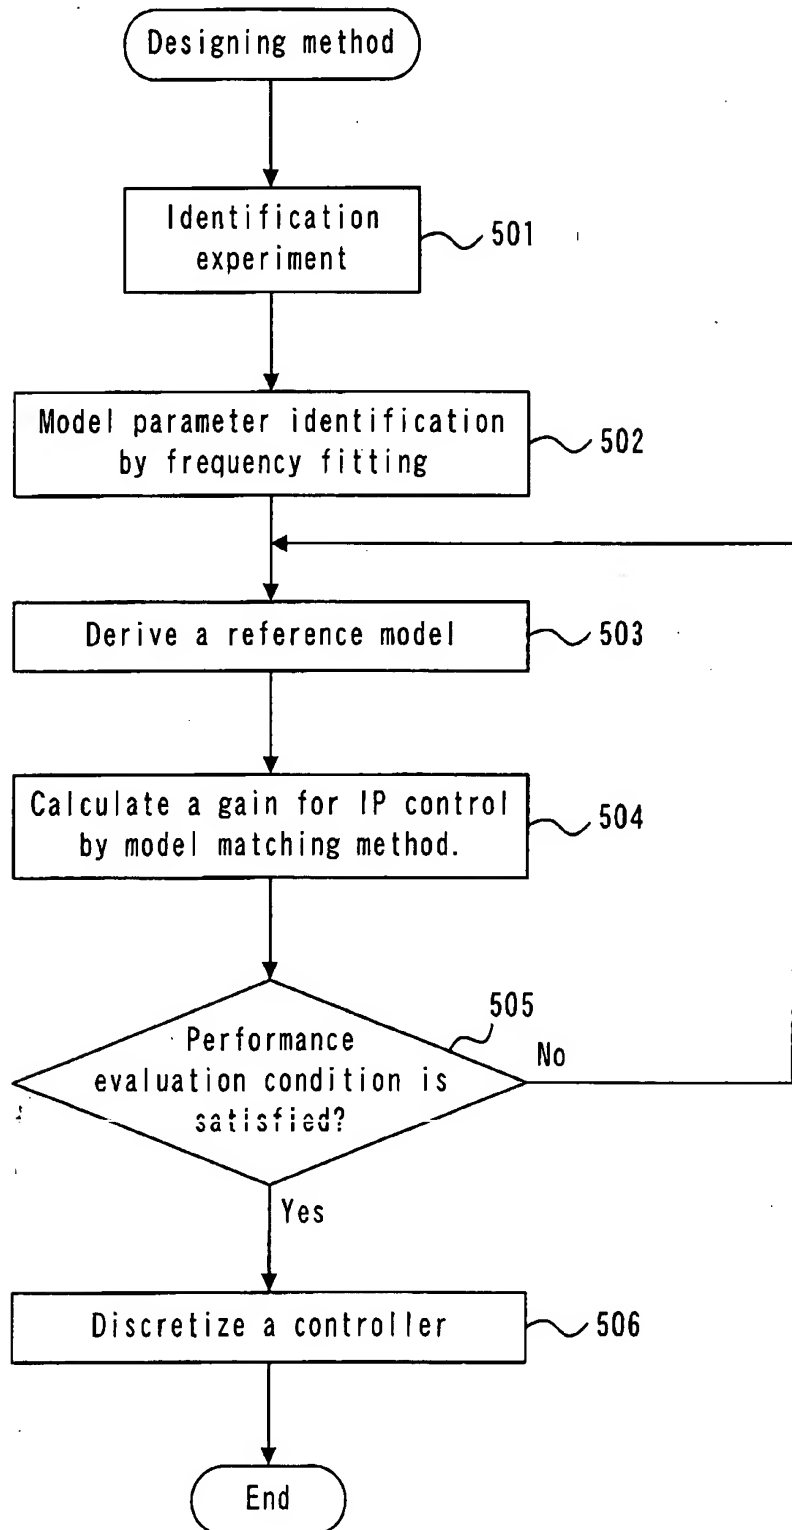 Designing method
Identification
experiment
501
Model parameter identification
by frequency fitting
502
Derive a reference model
503
Calculate a gain for IP control
by model matching method.
504
505
Performance
evaluation condition is
satisfied?
No
Yes
Discretize a controller
506
End